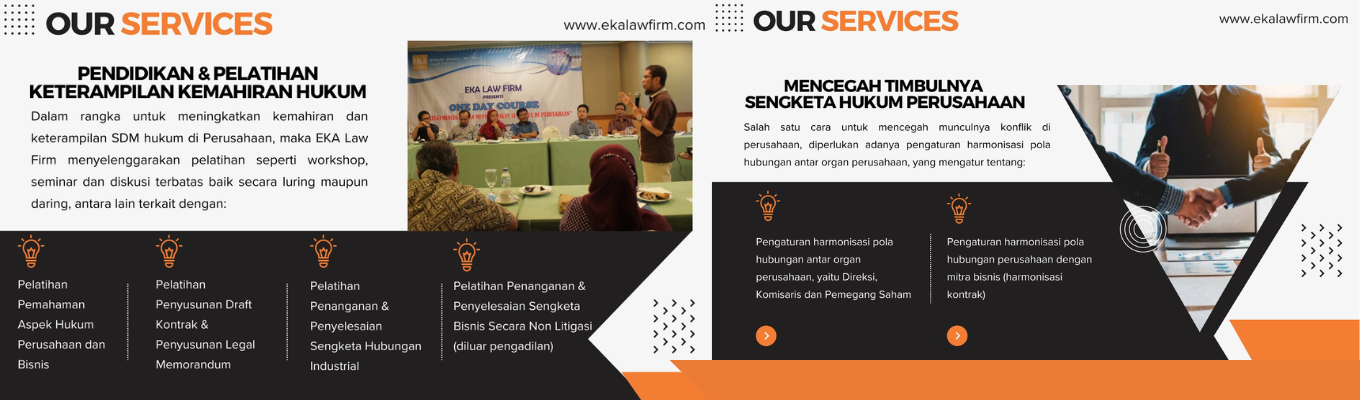 OUR SERVICES
www.ekalawfirm.com
PENDIDIKAN & PELATIHAN
KETERAMPILAN KEMAHIRAN HUKUM
Dalam rangka untuk meningkatkan kemahiran dan
keterampilan SDM hukum di Perusahaan, maka EKA Law
Firm menyelenggarakan pelatihan seperti workshop,
seminar dan diskusi terbatas baik secara luring maupun
daring, antara lain terkait dengan:
EKA LAW FIRM
ONE DAY COURSE
Pelatihan
Pemahaman
Aspek Hukum
Perusahaan dan
Bisnis
Pelatihan
Penyusunan Draft
Kontrak &
Penyusunan Legal
Memorandum
Pelatihan
Penanganan &
Penyelesaian
Sengketa Hubungan
Industrial
Pelatihan Penanganan &
Penyelesaian Sengketa
Bisnis Secara Non Litigasi
(diluar pengadilan)
OUR SERVICES
www.ekalawfirm.com
MENCEGAH TIMBULNYA
SENGKETA HUKUM PERUSAHAAN
Salah satu cara untuk mencegah munculnya konflik di
perusahaan, diperlukan adanya pengaturan harmonisasi pola
hubungan antar organ perusahaan, yang mengatur tentang:
Pengaturan harmonisasi pola
hubungan antar organ
perusahaan, yaitu Direksi,
Komisaris dan Pemegang Saham
Pengaturan harmonisasi pola
hubungan perusahaan dengan
mitra bisnis (harmonisasi
kontrak)